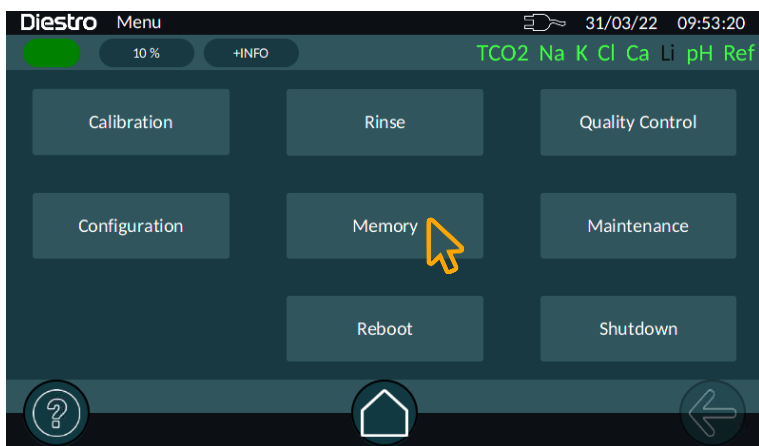 Diestro Menu 31/03/22 09:53:20
10 % +INFO TCO2 Na K Cl Ca Li pH Ref
Calibration Rinse Quality Control
Configuration Memory Maintenance
Reboot Shutdown
?